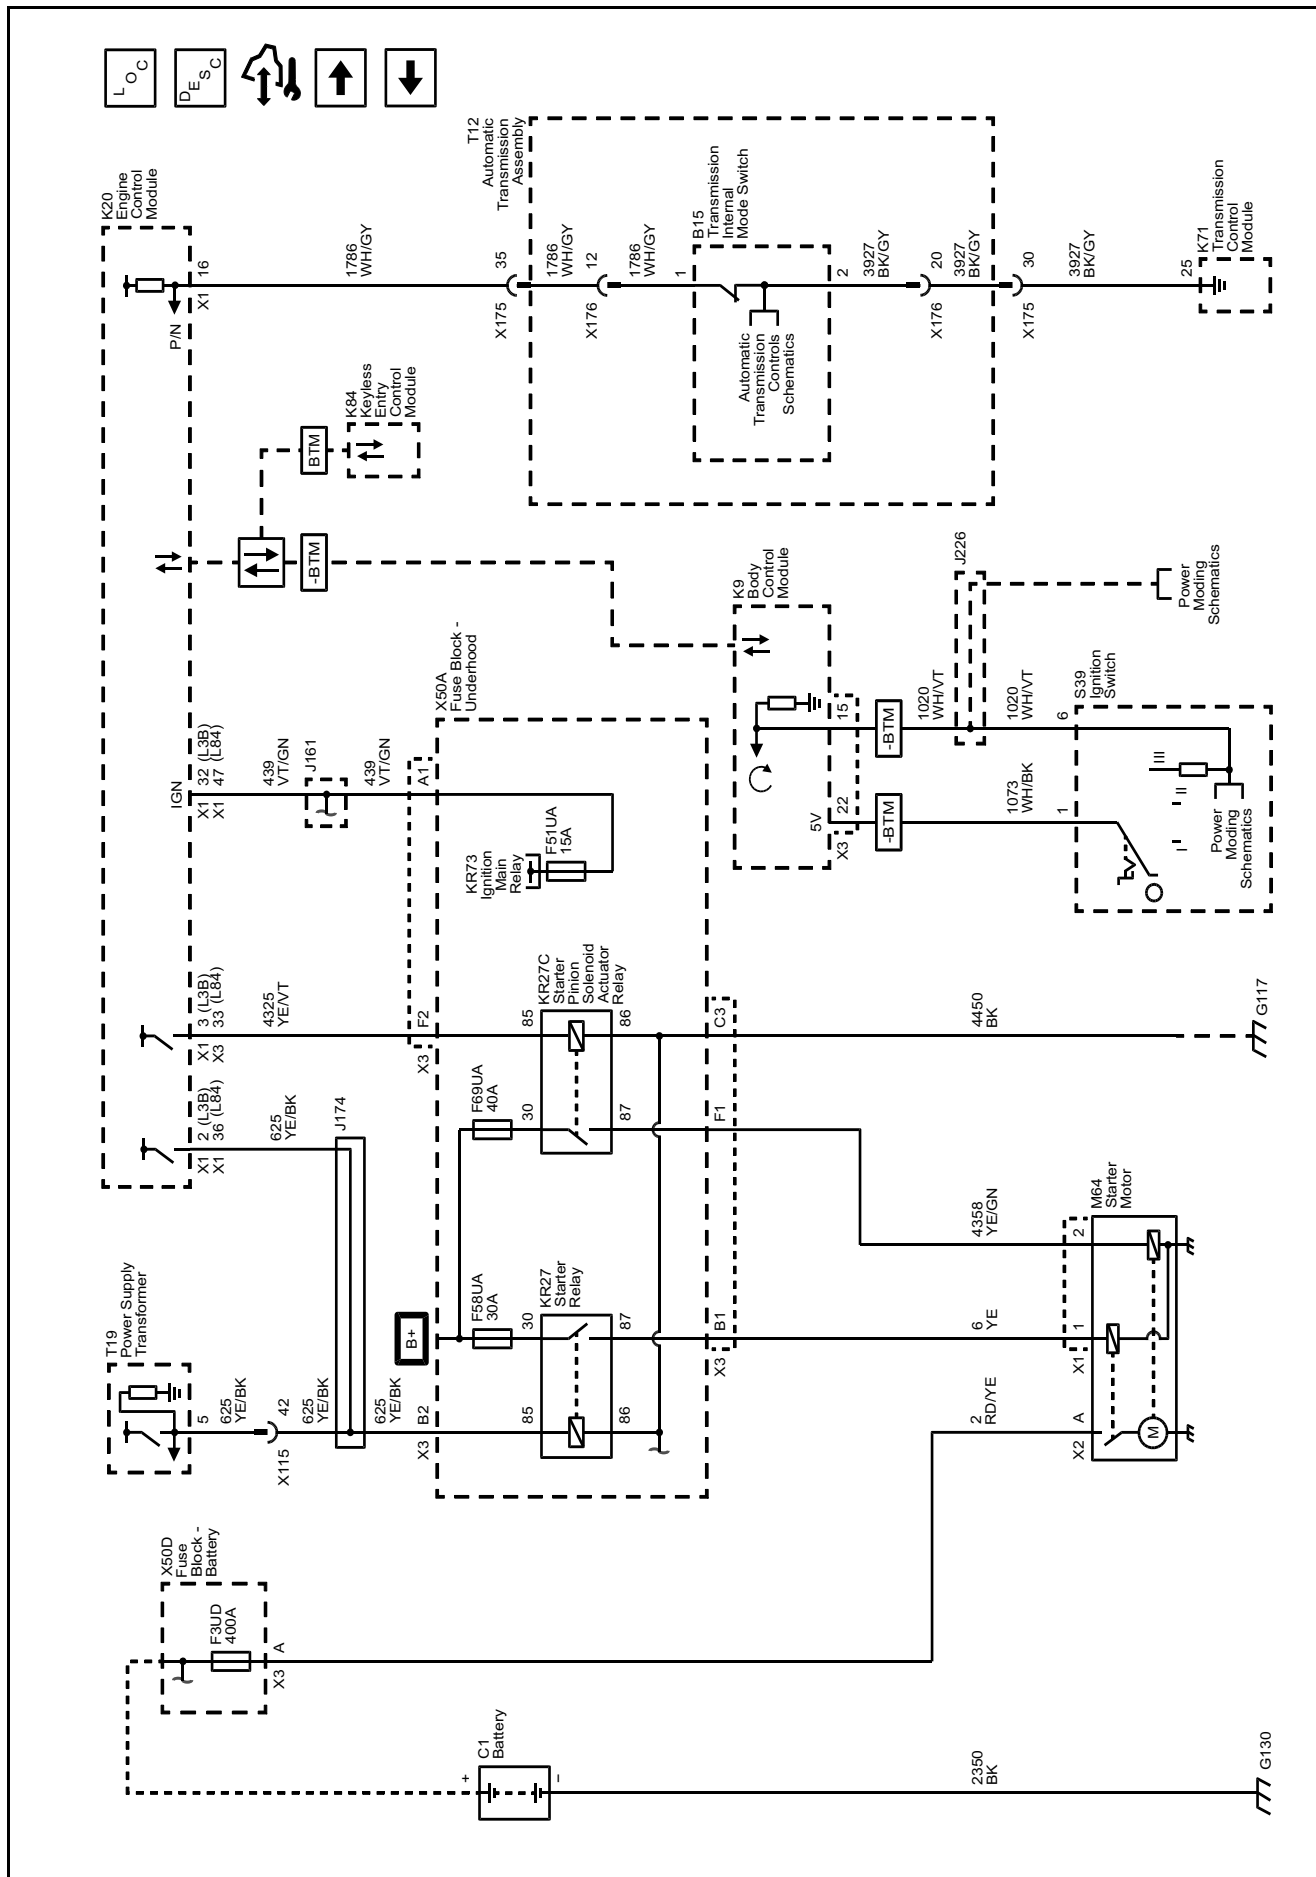 LOC
DESC
K20
Engine
Control
Module
P/N
X1 16
1786
WH/GY
X175 35
T12
Automatic
Transmission
Assembly
1786
WH/GY
X176 12
1786
WH/GY
B15
Transmission
Internal
Mode Switch
1
Automatic
Transmission
Controls
Schematics
2
3927
BK/GY
X176 20
3927
BK/GY
X175 30
3927
BK/GY
25
K71
Transmission
Control
Module
BTM
K84
Keyless
Entry
Control
Module
-BTM
K9
Body
Control
Module
5V
X3 22
15
-BTM
-BTM
1020
WH/VT
J226
1020
WH/VT
Power
Moding
Schematics
1073
WH/BK
1
6
S39
Ignition
Switch
I
II
III
Power
Moding
Schematics
IGN
X1 32 (L3B)
X1 47 (L84)
439
VT/GN
J161
439
VT/GN
A1
X50A
Fuse Block -
Underhood
KR73
Ignition
Main
Relay
F51UA
15A
X1 3 (L3B)
X3 33 (L84)
4325
YE/VT
X3 F2
85
KR27C
Starter
Pinion
Solenoid
Actuator
Relay
86
C3
4450
BK
G117
X1 2 (L3B)
X1 36 (L84)
625
YE/BK
J174
F69UA
40A
30
87
F1
4358
YE/GN
2
M64
Starter
Motor
B+
F58UA
30A
30
KR27
Starter
Relay
87
X3 B1
6
YE
X1 1
T19
Power Supply
Transformer
5
625
YE/BK
X115 42
625
YE/BK
625
YE/BK
X3 B2
85
86
2
RD/YE
X2 A
M
X50D
Fuse
Block -
Battery
F3UD
400A
X3 A
C1
Battery
+
–
2350
BK
G130